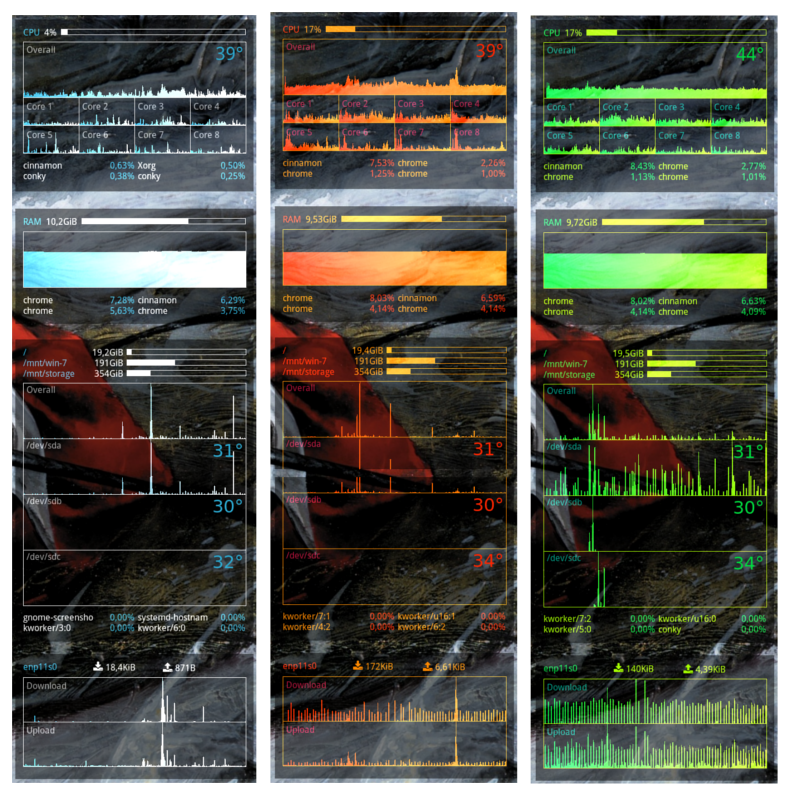 CPU 4%
Overall 39°
Core 1 Core 2 Core 3 Core 4
Core 5 Core 6 Core 7 Core 8
cinnamon 0,63% Xorg 0,50%
conky 0,38% conky 0,25%
RAM 10,2GiB
chrome 7,28% cinnamon 6,29%
chrome 5,63% chrome 3,75%
/ 19,2GiB
/mnt/win-7 191GiB
/mnt/storage 354GiB
Overall
/dev/sda 31°
/dev/sdb 30°
/dev/sdc 32°
gnome-screensho 0,00% systemd-hostnam 0,00%
kworker/3:0 0,00% kworker/6:0 0,00%
enp11s0 18,4KiB 871B
Download
Upload
CPU 17%
Overall 39°
Core 1 Core 2 Core 3 Core 4
Core 5 Core 6 Core 7 Core 8
cinnamon 7,53% chrome 2,26%
chrome 1,25% chrome 1,00%
RAM 9,53GiB
chrome 8,03% cinnamon 6,59%
chrome 4,14% chrome 4,14%
/ 19,4GiB
/mnt/win-7 191GiB
/mnt/storage 354GiB
Overall
/dev/sda 31°
/dev/sdb 30°
/dev/sdc 34°
kworker/7:1 0,00% kworker/u16:1 0,00%
kworker/4:2 0,00% kworker/6:2 0,00%
enp11s0 172KiB 6,61KiB
Download
Upload
CPU 17%
Overall 44°
Core 1 Core 2 Core 3 Core 4
Core 5 Core 6 Core 7 Core 8
cinnamon 8,43% chrome 2,77%
chrome 1,13% chrome 1,01%
RAM 9,72GiB
chrome 8,02% cinnamon 6,63%
chrome 4,14% chrome 4,09%
/ 19,5GiB
/mnt/win-7 191GiB
/mnt/storage 354GiB
Overall
/dev/sda 31°
/dev/sdb 30°
/dev/sdc 34°
kworker/7:2 0,00% kworker/u16:0 0,00%
kworker/5:0 0,00% conky 0,00%
enp11s0 140KiB 4,39KiB
Download
Upload